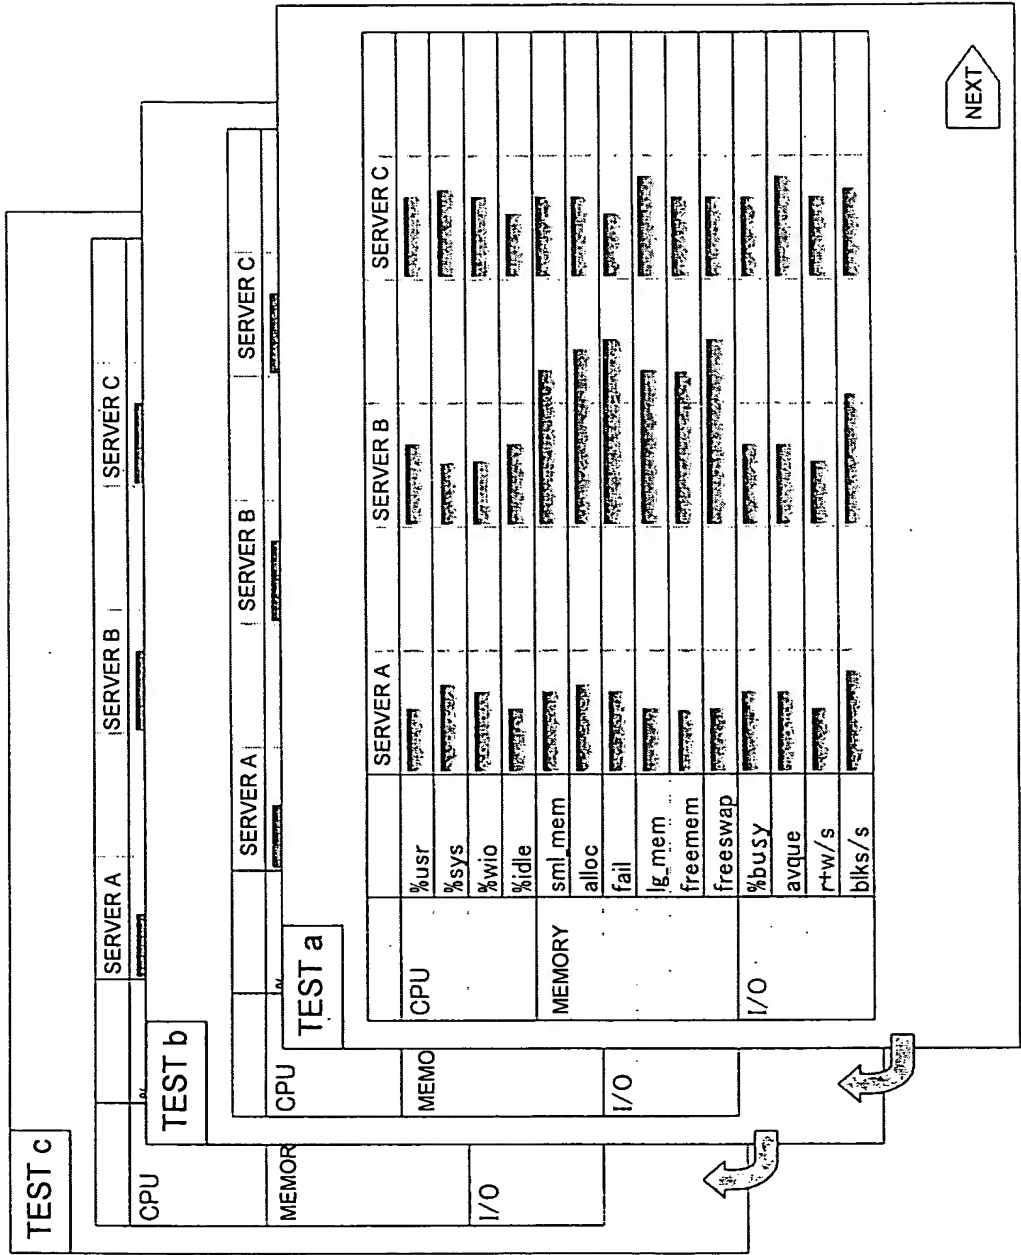 TEST c
SERVER A SERVER B SERVER C
CPU
MEMOR
I/O
TEST b
SERVER A SERVER B SERVER C
CPU
MEMO
I/O
TEST a
SERVER A SERVER B SERVER C
CPU %usr
%sys
%wio
%idle
MEMORY sml_mem
alloc
fail
lg_mem
freemem
freeswap
I/O %busy
avque
r+w/s
blks/s
NEXT